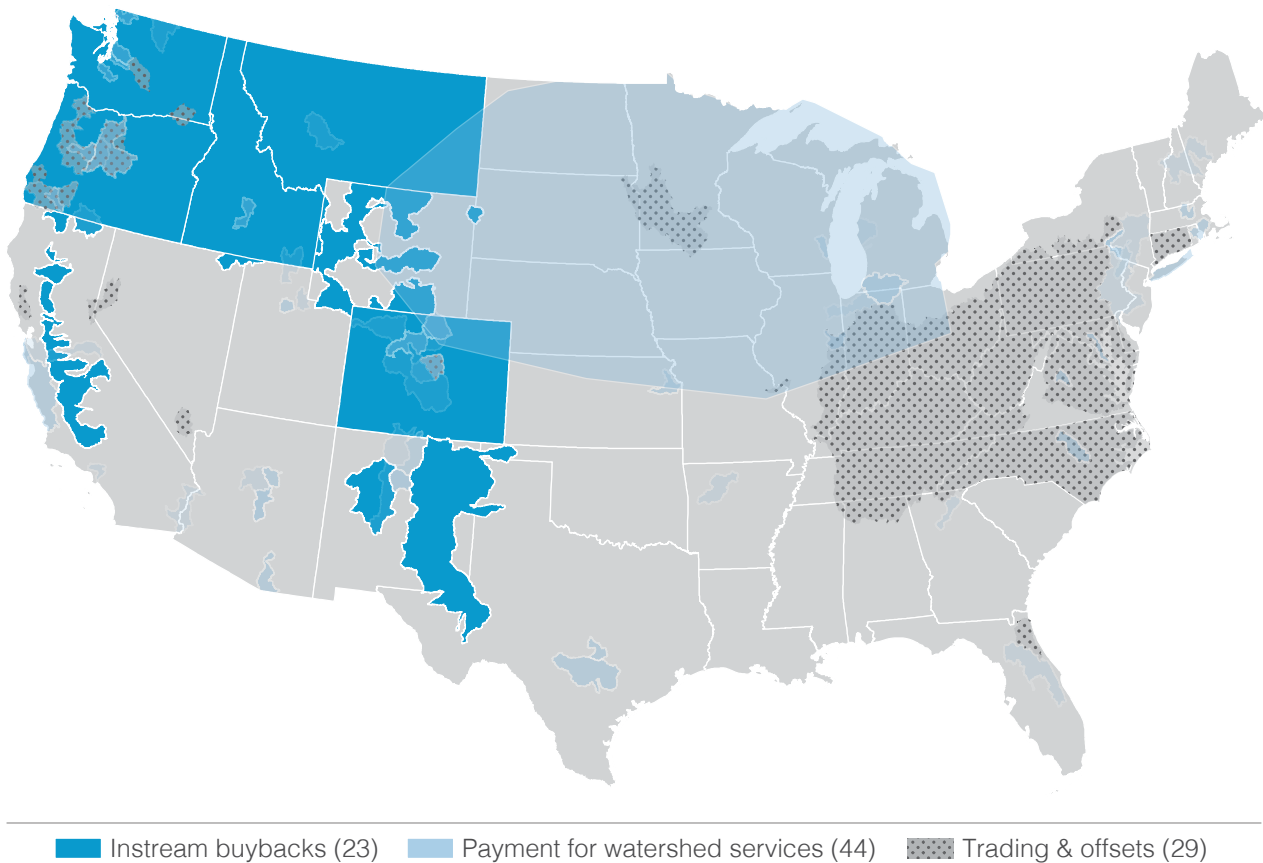 Instream buybacks (23) Payment for watershed services (44) Trading & offsets (29)